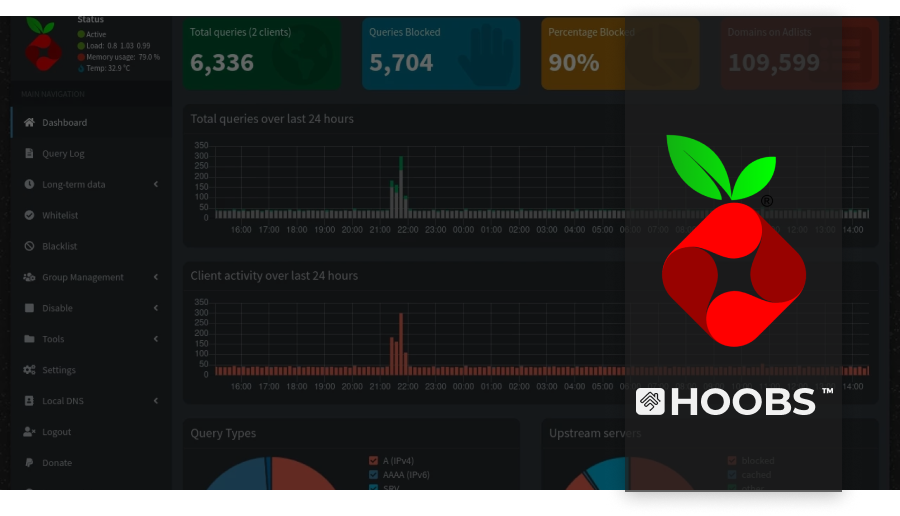 Status
Active
Load: 0.8 1.03 0.99
Memory usage: 79.0 %
Temp: 32.9 °C
MAIN NAVIGATION
Dashboard
Query Log
Long-term data
Whitelist
Blacklist
Group Management
Disable
Tools
Settings
Local DNS
Logout
Donate
Total queries (2 clients)
6,336
Queries Blocked
5,704
Percentage Blocked
90%
Domains on Adlists
109,599
Total queries over last 24 hours
350
300
250
200
150
100
50
0
16:00 17:00 18:00 19:00 20:00 21:00 22:00 23:00 00:00 01:00 02:00 03:00 04:00 05:00 06:00 07:00 08:00 12:00 13:00 14:00
Client activity over last 24 hours
350
300
250
200
150
100
50
0
16:00 17:00 18:00 19:00 20:00 21:00 22:00 23:00 00:00 01:00 02:00 03:00 04:00 05:00 14:00
Query Types
A (IPv4)
AAAA (IPv6)
SRV
Upstream servers
blocked
cached
other
®
HOOBS™